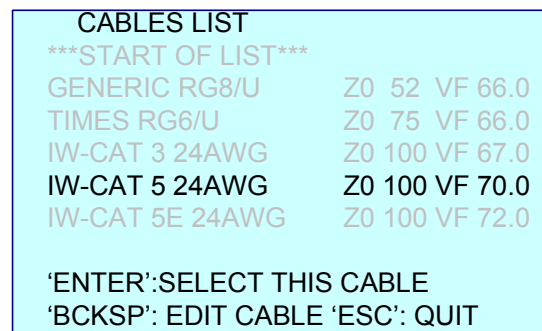 CABLES LIST
***START OF LIST***
GENERIC RG8/U Z0 52 VF 66.0
TIMES RG6/U Z0 75 VF 66.0
IW-CAT 3 24AWG Z0 100 VF 67.0
IW-CAT 5 24AWG Z0 100 VF 70.0
IW-CAT 5E 24AWG Z0 100 VF 72.0
‘ENTER’:SELECT THIS CABLE
‘BCKSP’: EDIT CABLE ‘ESC’: QUIT